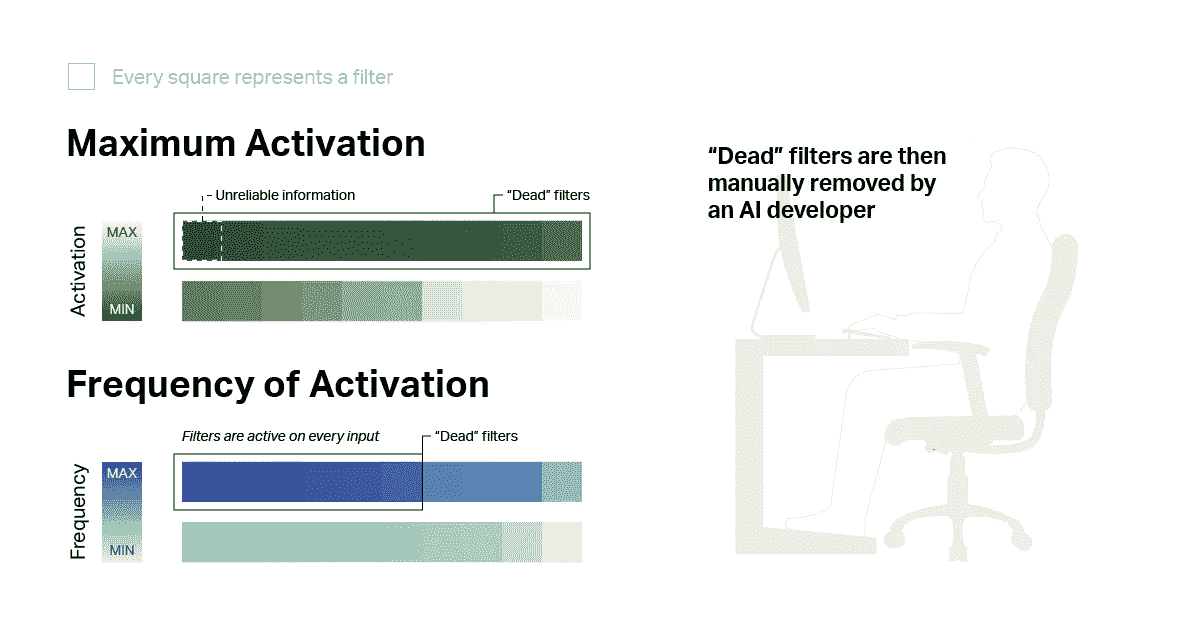 Every square represents a filter
Maximum Activation
Unreliable information
“Dead” filters
Activation
MAX
MIN
Frequency of Activation
Filters are active on every input
“Dead” filters
Frequency
MAX
MIN
“Dead” filters are then
manually removed by
an AI developer